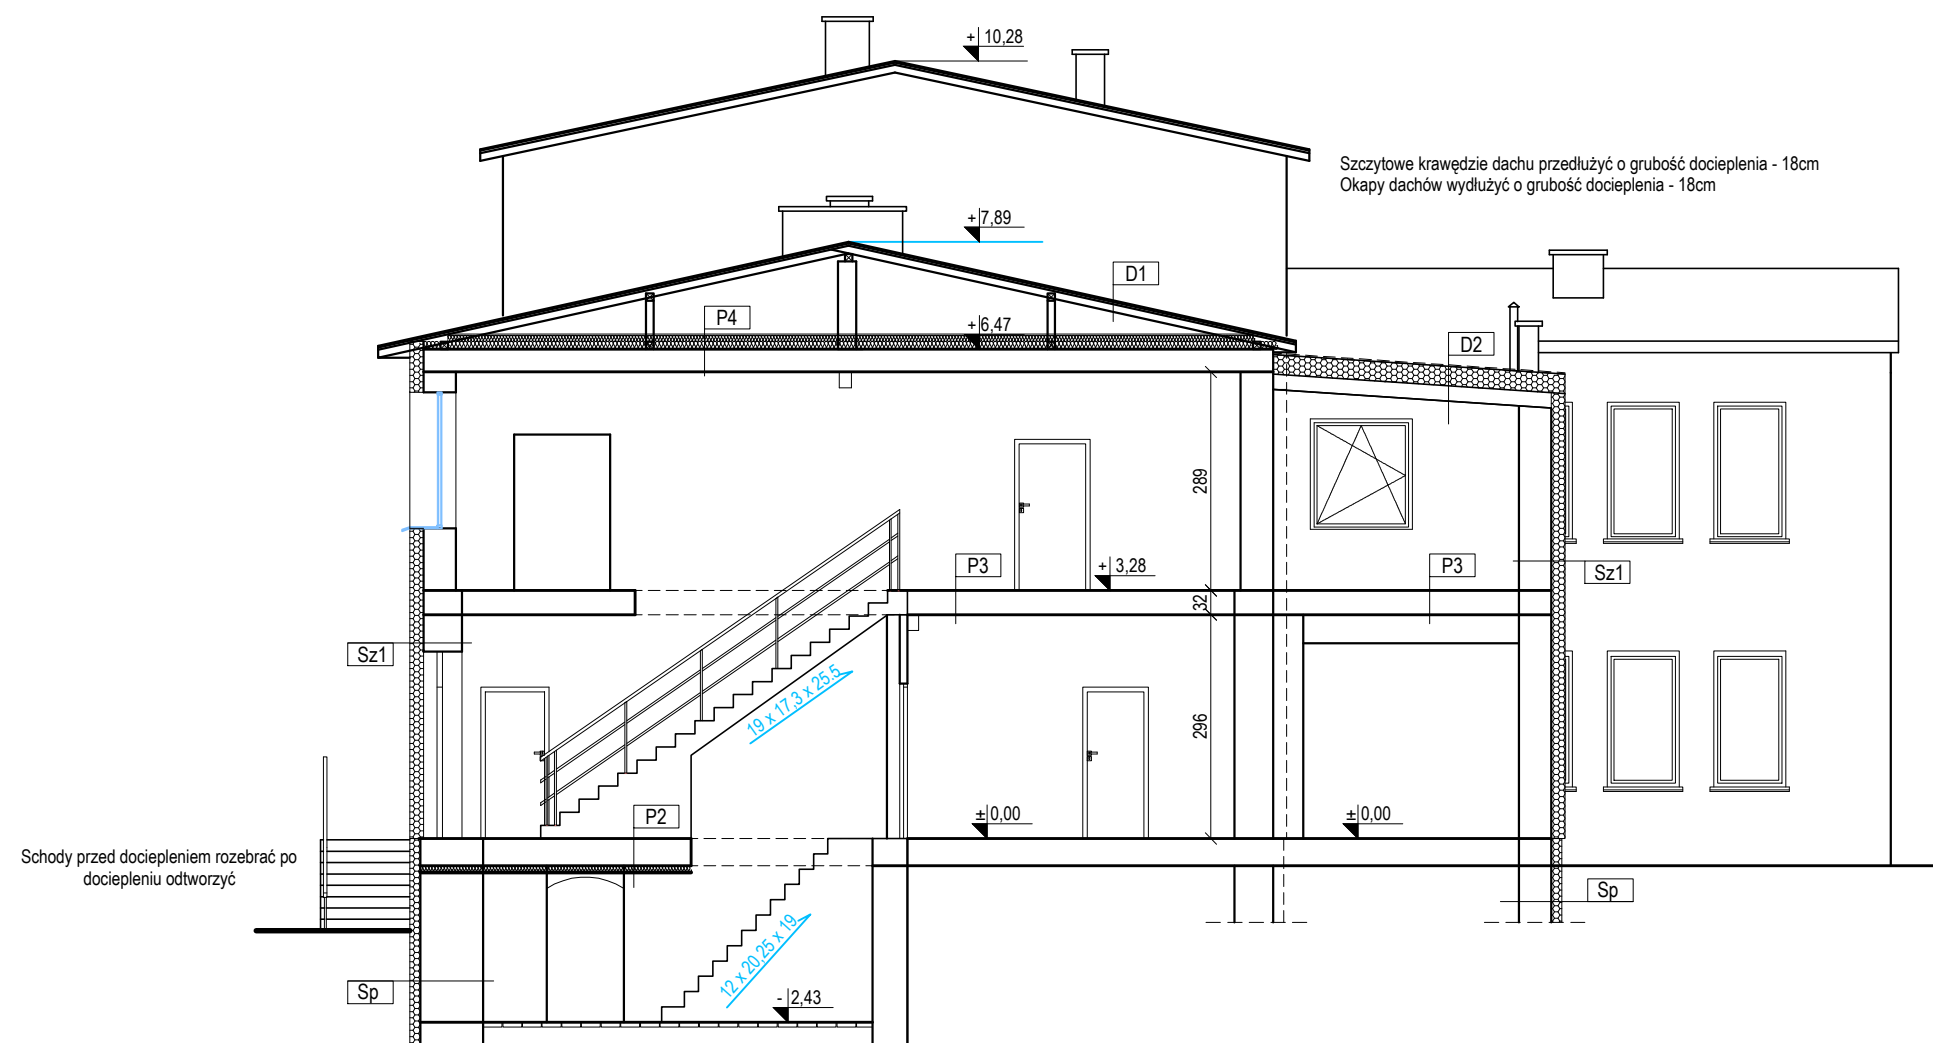 + 10,28
Szczytowe krawędzie dachu przedłużyć o grubość docieplenia - 18cm
Okapy dachów wydłużyć o grubość docieplenia - 18cm
+ 7,89
D1
P4
+ 6,47
D2
289
P3
+ 3,28
P3
Sz1
32
Sz1
19 x 17,3 x 25.5
296
P2
± 0,00
± 0,00
Schody przed dociepleniem rozebrać po
dociepleniu odtworzyć
Sp
12 x 20,25 x 19
Sp
- 2,43